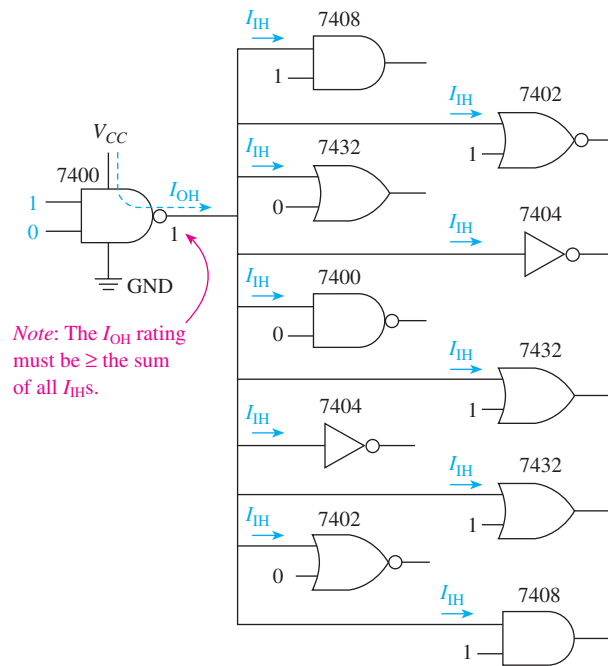 I_IH
7408
1
I_IH
7402
1
V_CC
I_IH
7432
0
7400
I_OH
1
0
1
I_IH
7404
GND
I_IH
7400
0
Note: The I_OH rating
must be ≥ the sum
of all I_IHs.
I_IH
7432
1
I_IH
7404
I_IH
7432
1
I_IH
7402
0
I_IH
7408
1